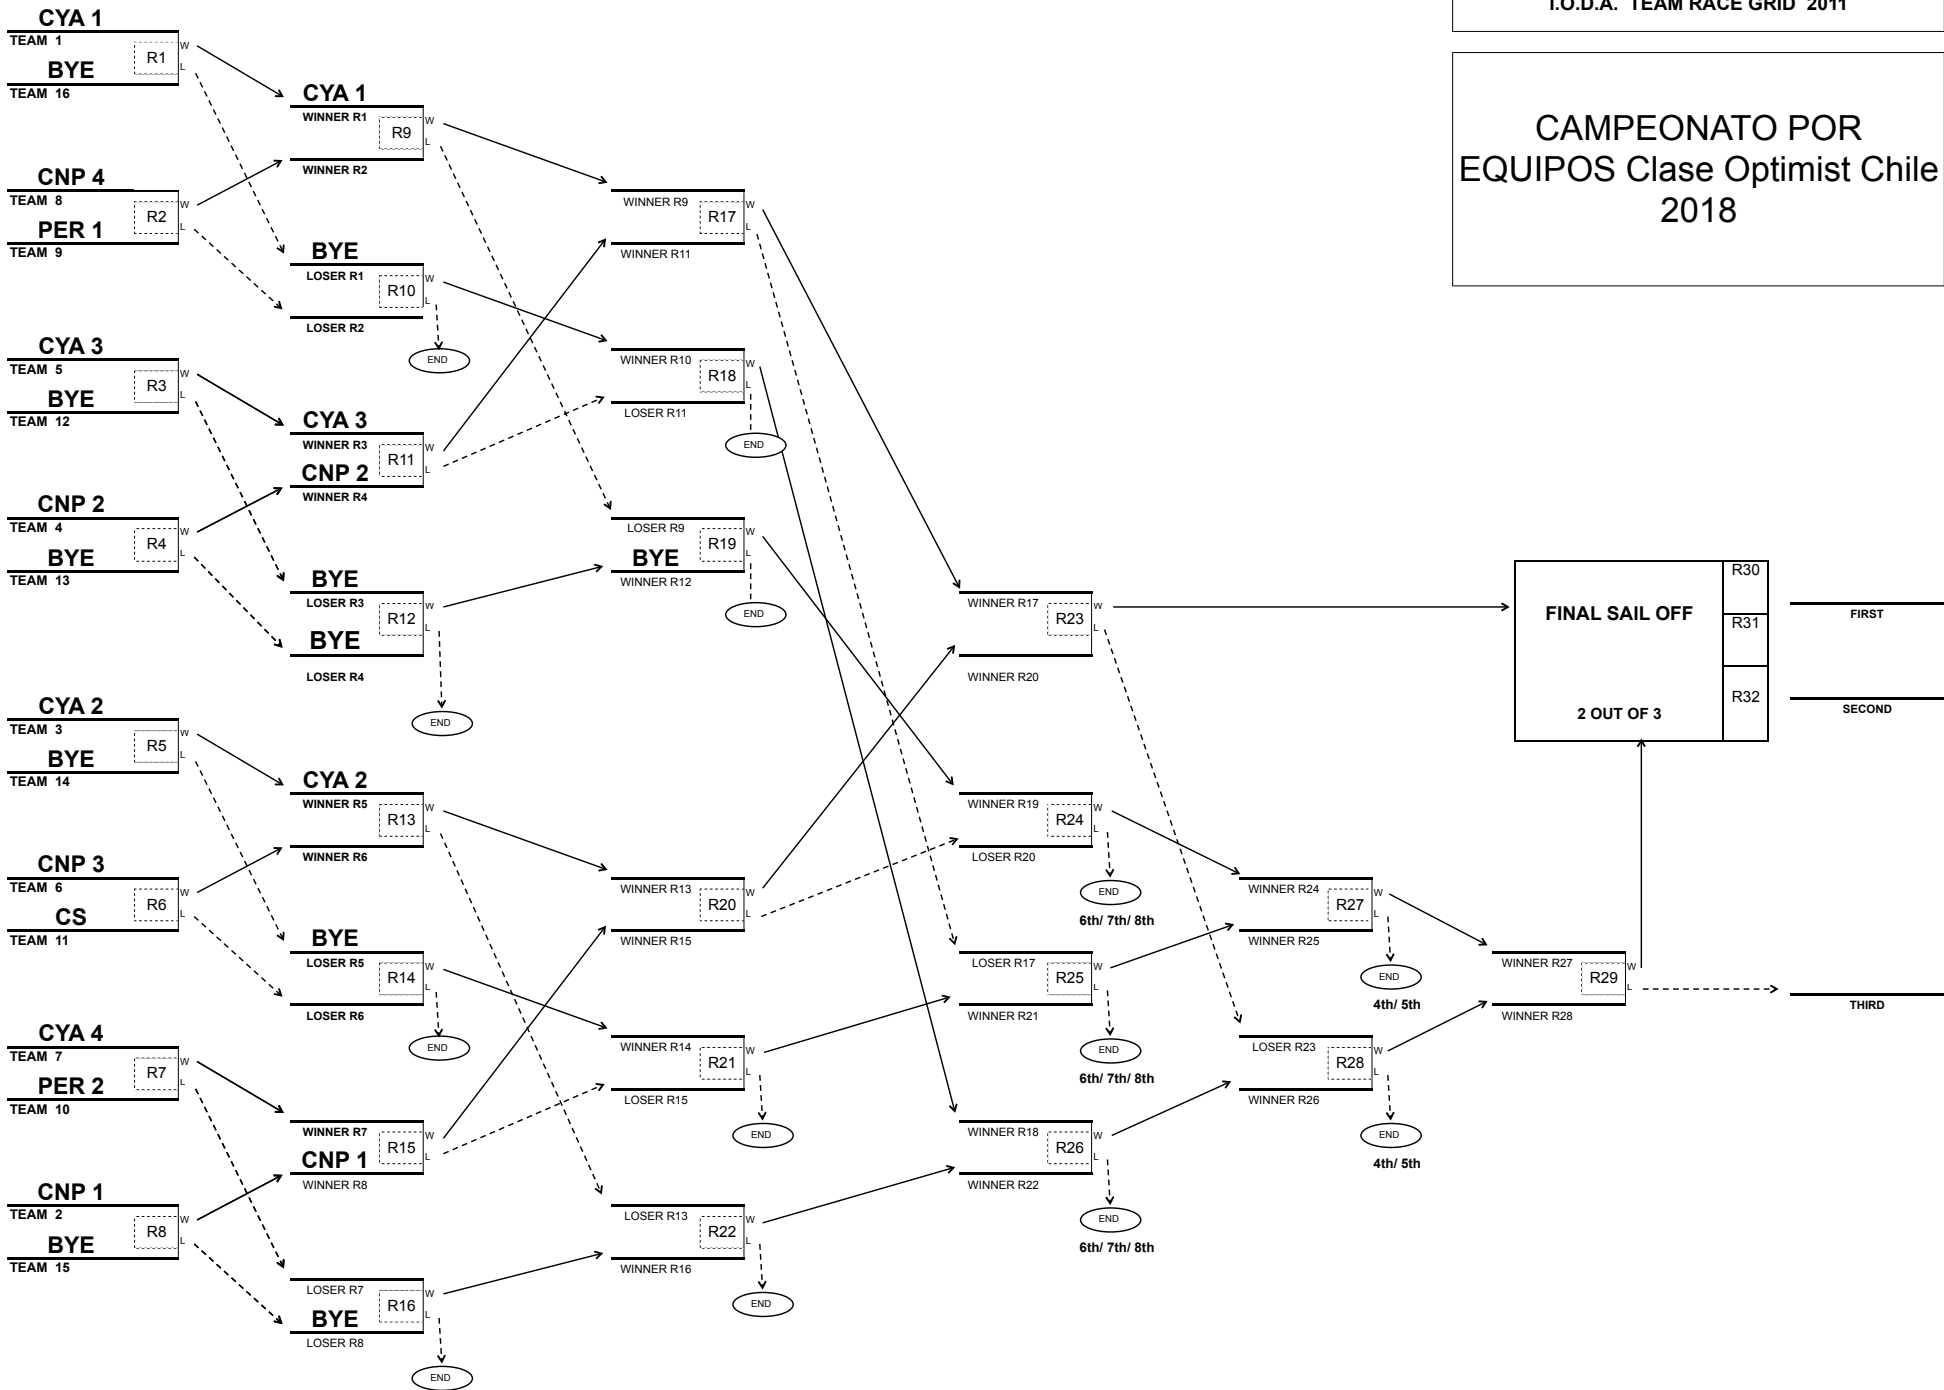 I.O.D.A. TEAM RACE GRID 2011
CAMPEONATO POR
EQUIPOS Clase Optimist Chile
2018
CYA 1
TEAM 1
R1
W
L
BYE
TEAM 16
CNP 4
TEAM 8
R2
W
L
PER 1
TEAM 9
CYA 3
TEAM 5
R3
W
L
BYE
TEAM 12
CNP 2
TEAM 4
R4
W
L
BYE
TEAM 13
CYA 2
TEAM 3
R5
W
L
BYE
TEAM 14
CNP 3
TEAM 6
R6
W
L
CS
TEAM 11
CYA 4
TEAM 7
R7
W
L
PER 2
TEAM 10
CNP 1
TEAM 2
R8
W
L
BYE
TEAM 15
CYA 1
WINNER R1
R9
W
L
WINNER R2
BYE
LOSER R1
R10
W
L
LOSER R2
END
CYA 3
WINNER R3
R11
W
L
CNP 2
WINNER R4
BYE
LOSER R3
R12
W
L
BYE
LOSER R4
END
CYA 2
WINNER R5
R13
W
L
WINNER R6
BYE
LOSER R5
R14
W
L
LOSER R6
END
WINNER R7
R15
W
L
CNP 1
WINNER R8
LOSER R7
R16
W
L
BYE
LOSER R8
END
WINNER R9
R17
W
L
WINNER R11
WINNER R10
R18
W
L
LOSER R11
END
LOSER R9
R19
W
L
BYE
WINNER R12
END
WINNER R13
R20
W
L
WINNER R15
WINNER R14
R21
W
L
LOSER R15
END
LOSER R13
R22
W
L
WINNER R16
END
WINNER R17
R23
W
L
WINNER R20
WINNER R19
R24
W
L
LOSER R20
END
6th/ 7th/ 8th
LOSER R17
R25
W
L
WINNER R21
END
6th/ 7th/ 8th
WINNER R18
R26
W
L
WINNER R22
END
6th/ 7th/ 8th
WINNER R24
R27
W
L
WINNER R25
END
4th/ 5th
LOSER R23
R28
W
L
WINNER R26
END
4th/ 5th
WINNER R27
R29
W
L
WINNER R28
FINAL SAIL OFF
2 OUT OF 3
R30
R31
R32
FIRST
SECOND
THIRD